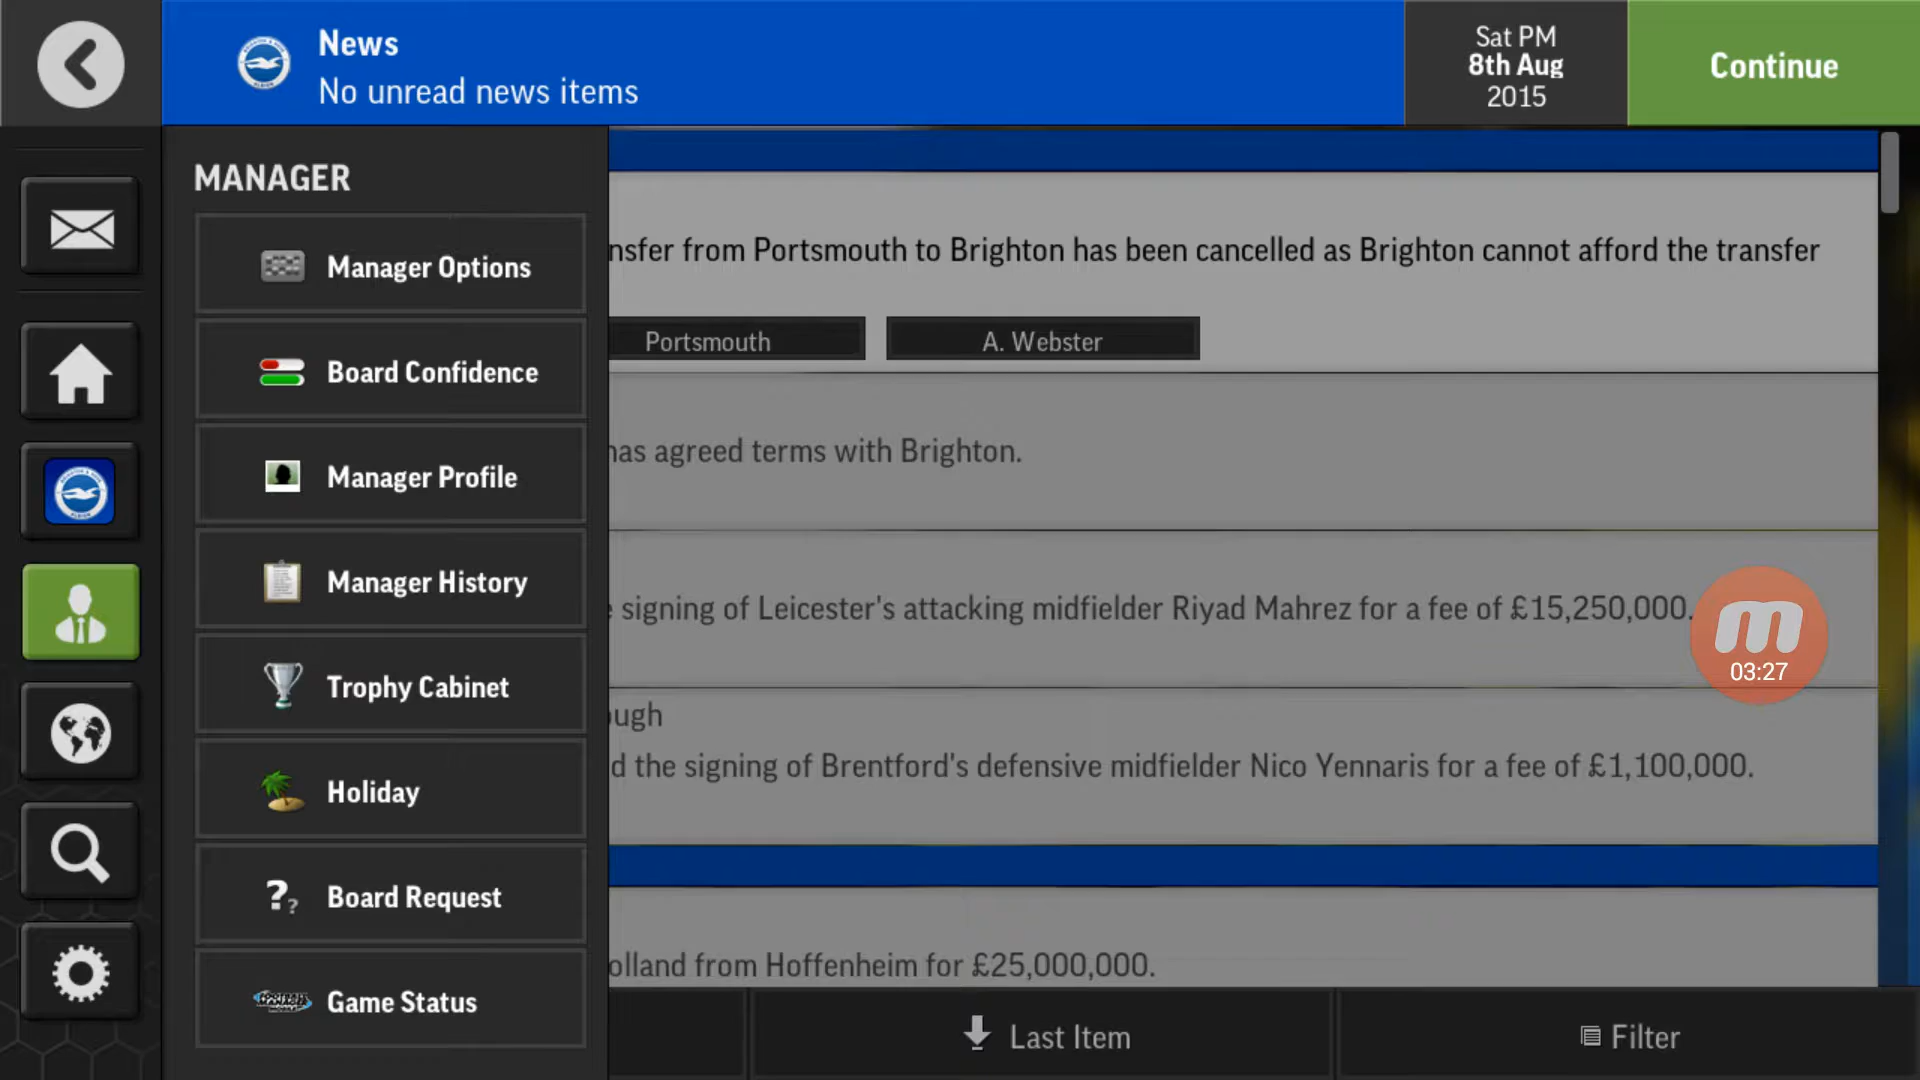 News
No unread news items
Sat PM
8th Aug
2015
Continue
MANAGER
Manager Options
Board Confidence
Manager Profile
Manager History
Trophy Cabinet
Holiday
Board Request
Game Status
nsfer from Portsmouth to Brighton has been cancelled as Brighton cannot afford the transfer
Portsmouth
A. Webster
has agreed terms with Brighton.
signing of Leicester's attacking midfielder Riyad Mahrez for a fee of £15,250,000.
03:27
ough
d the signing of Brentford's defensive midfielder Nico Yennaris for a fee of £1,100,000.
olland from Hoffenheim for £25,000,000.
Last Item
Filter